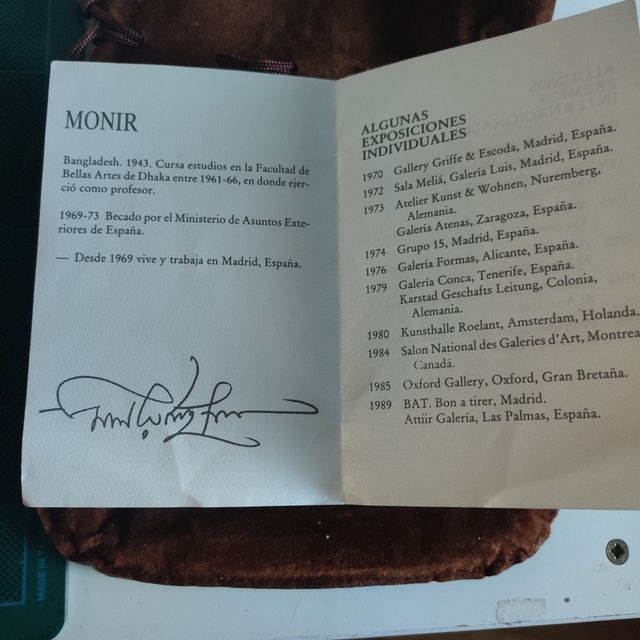 MONIR
Bangladesh. 1943. Cursa estudios en la Facultad de
Bellas Artes de Dhaka entre 1961-66, en donde ejer-
ció como profesor.
1969-73 Becado por el Ministerio de Asuntos Exte-
riores de España.
— Desde 1969 vive y trabaja en Madrid, España.
ALGUNAS
EXPOSICIONES
INDIVIDUALES
1970 Gallery Griffe & Escoda, Madrid, España.
1972 Sala Meliá, Galería Luis, Madrid, España.
1973 Atelier Kunst & Wohnen, Nuremberg,
Alemania.
Galería Atenas, Zaragoza, España.
1974 Grupo 15, Madrid, España.
1976 Galería Formas, Alicante, España.
1979 Galería Conca, Tenerife, España.
Karstad Geschafts Leitung, Colonia,
Alemania.
1980 Kunsthalle Roelant, Amsterdam, Holanda.
1984 Salon National des Galeries d'Art, Montrea
Canadá.
1985 Oxford Gallery, Oxford, Gran Bretaña.
1989 BAT. Bon a tirer, Madrid.
Attiir Galería, Las Palmas, España.
MADE IN